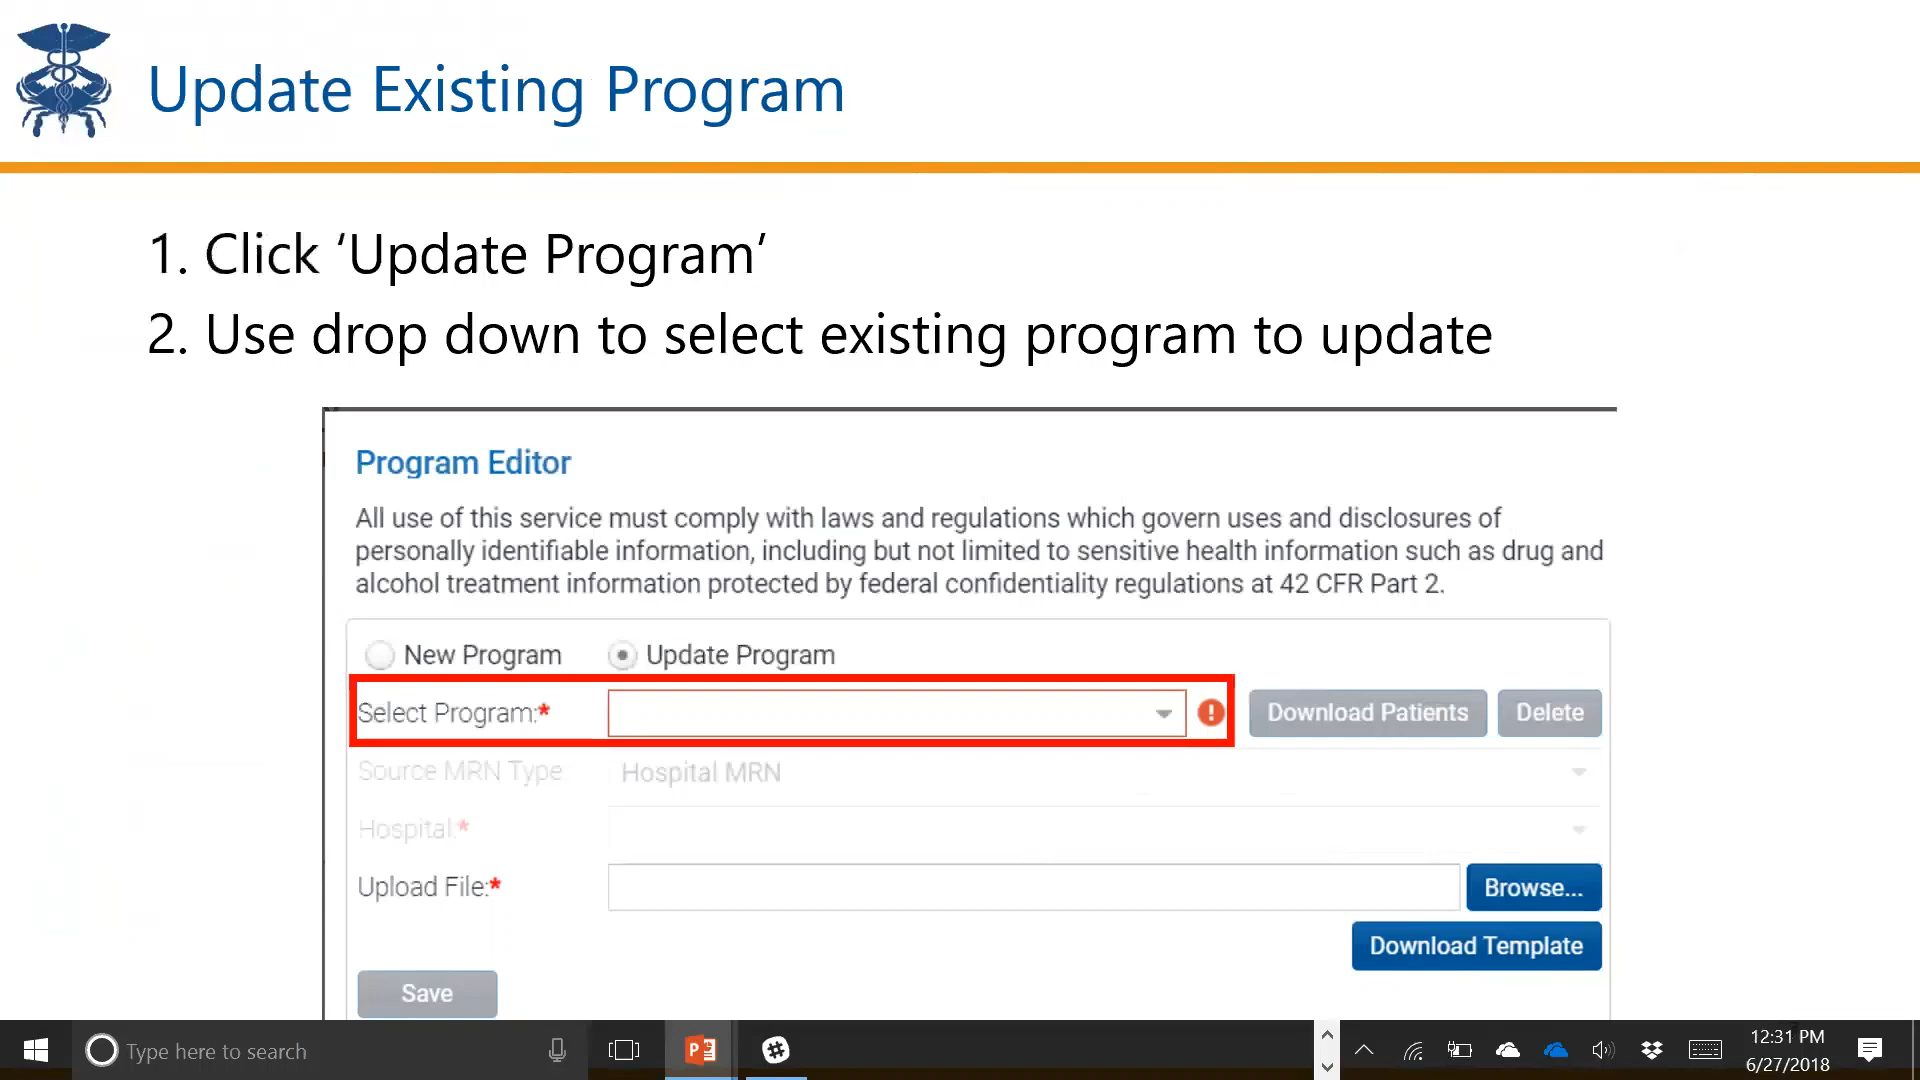 Update Existing Program
1. Click ‘Update Program’
2. Use drop down to select existing program to update
Program Editor
All use of this service must comply with laws and regulations which govern uses and disclosures of
personally identifiable information, including but not limited to sensitive health information such as drug and
alcohol treatment information protected by federal confidentiality regulations at 42 CFR Part 2.
New Program Update Program
Select Program:* Download Patients Delete
Source MRN Type: Hospital MRN
Hospital:*
Upload File:* Browse...
Download Template
Save
Type here to search
12:31 PM
6/27/2018